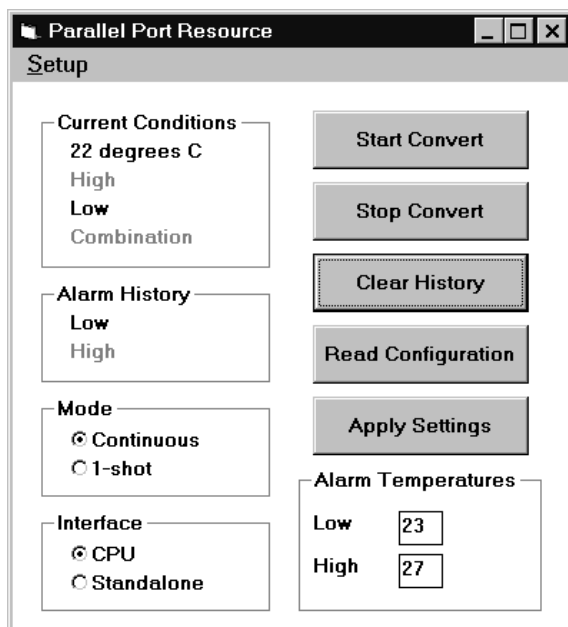 Parallel Port Resource
Setup
Current Conditions
22 degrees C
High
Low
Combination
Alarm History
Low
High
Mode
Continuous
1-shot
Interface
CPU
Standalone
Start Convert
Stop Convert
Clear History
Read Configuration
Apply Settings
Alarm Temperatures
Low 23
High 27